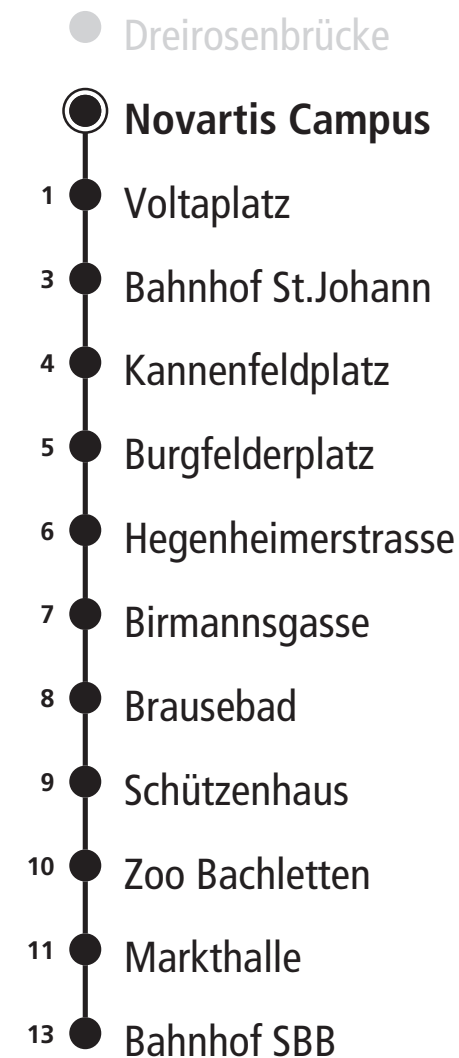 Dreirosenbrücke
Novartis Campus
1 Voltaplatz
3 Bahnhof St.Johann
4 Kannenfeldplatz
5 Burgfelderplatz
6 Hegenheimerstrasse
7 Birmannsgasse
8 Brausebad
9 Schützenhaus
10 Zoo Bachletten
11 Markthalle
13 Bahnhof SBB